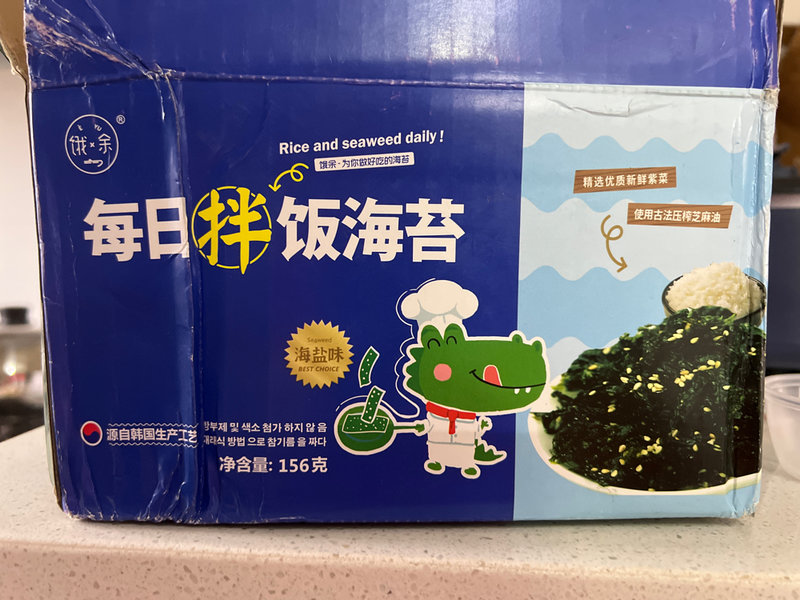 饿×余
®
Rice and seaweed daily!
饿余·为你做好吃的海苔
每日拌饭海苔
精选优质新鲜紫菜
使用古法压榨芝麻油
Seaweed
海盐味
BEST CHOICE
源自韩国生产工艺
방부제 및 색소 첨가 하지 않 음
재래식 방법 으로 참기름 을 짜다
净含量: 156克